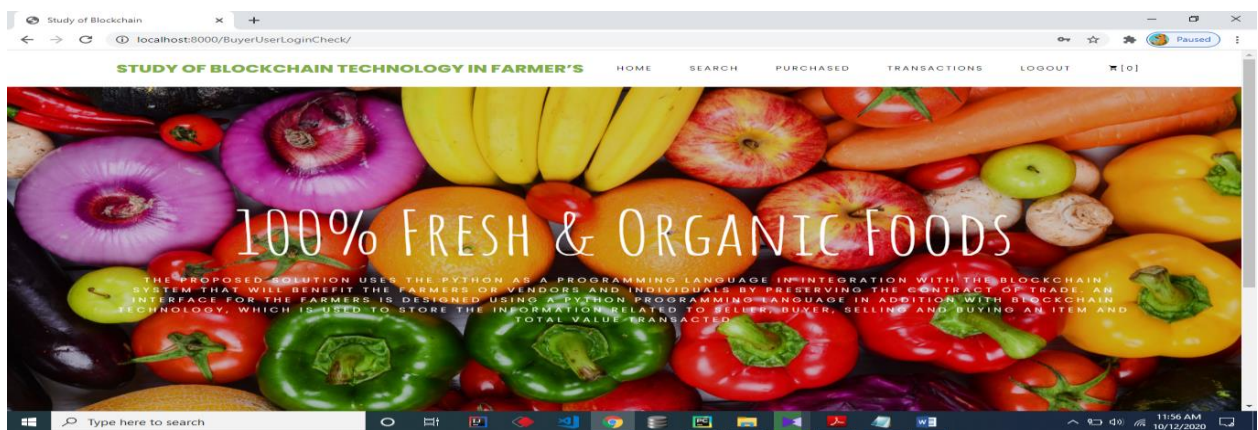 Study of Blockchain
localhost:8000/BuyerUserLoginCheck/
Paused
STUDY OF BLOCKCHAIN TECHNOLOGY IN FARMER'S
HOME
SEARCH
PURCHASED
TRANSACTIONS
LOGOUT
[0]
100% FRESH & ORGANIC FOODS
THE PROPOSED SOLUTION USES THE PYTHON AS A PROGRAMMING LANGUAGE IN INTEGRATION WITH THE BLOCKCHAIN
SYSTEM THAT WILL BENEFIT THE FARMERS OR VENDORS AND INDIVIDUALS BY PRESERVING THE CONTRACT OF TRADE. AN
INTERFACE FOR THE FARMERS IS DESIGNED USING A PYTHON PROGRAMMING LANGUAGE IN ADDITION WITH BLOCKCHAIN
TECHNOLOGY, WHICH IS USED TO STORE THE INFORMATION RELATED TO SELLER, BUYER, SELLING AND BUYING AN ITEM AND
TOTAL VALUE TRANSACTED
Type here to search
11:56 AM
10/12/2020